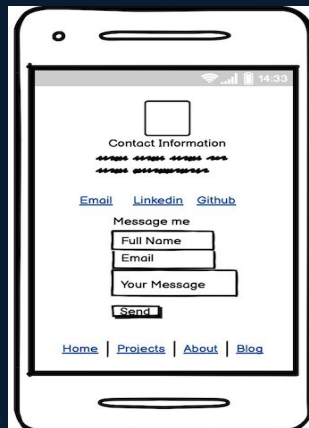 14:33
Contact Information
Email Linkedin Github
Message me
Full Name
Email
Your Message
Send
Home | Projects | About | Blog